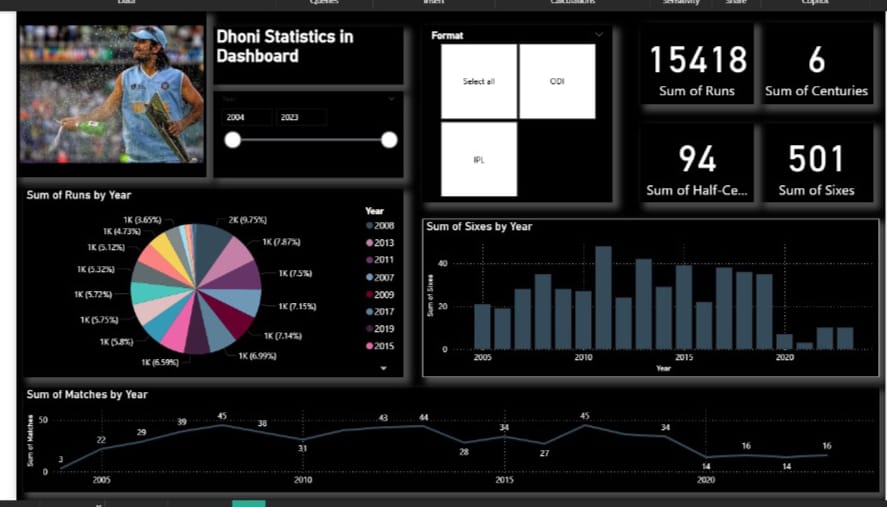 Data
Queries
Insert
Calculations
Sensitivity
Share
Copilot
Dhoni Statistics in
Dashboard
Year
2004
2023
Format
Select all
ODI
IPL
15418
Sum of Runs
6
Sum of Centuries
94
Sum of Half-Ce...
501
Sum of Sixes
Sum of Runs by Year
2K (9.75%)
1K (7.87%)
1K (7.5%)
1K (7.15%)
1K (7.14%)
1K (6.99%)
1K (6.59%)
1K (5.8%)
1K (5.75%)
1K (5.72%)
1K (5.32%)
1K (5.12%)
1K (4.73%)
1K (3.65%)
Year
2008
2013
2011
2007
2009
2017
2019
2015
Sum of Sixes by Year
Sum of Sixes
40
20
0
2005
2010
2015
2020
Year
Sum of Matches by Year
Sum of Matches
50
0
3
22
29
39
45
38
31
43
44
28
34
27
45
34
14
16
14
16
2005
2010
2015
2020